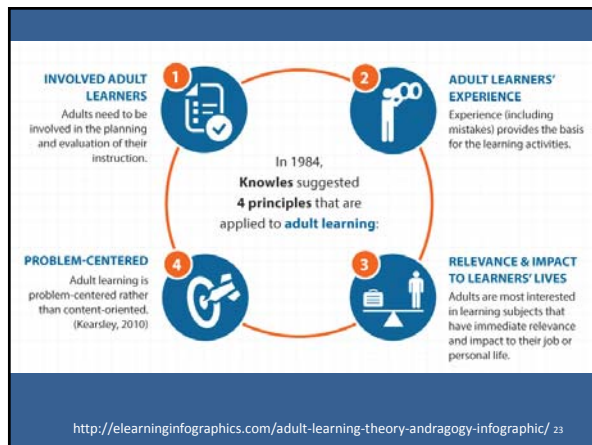 1
INVOLVED ADULT
LEARNERS
Adults need to be
involved in the planning
and evaluation of their
instruction.
2
ADULT LEARNERS'
EXPERIENCE
Experience (including
mistakes) provides the basis
for the learning activities.
In 1984,
Knowles suggested
4 principles that are
applied to adult learning:
3
RELEVANCE & IMPACT
TO LEARNERS' LIVES
Adults are most interested
in learning subjects that
have immediate relevance
and impact to their job or
personal life.
4
PROBLEM-CENTERED
Adult learning is
problem-centered rather
than content-oriented.
(Kearsley, 2010)
http://elearninginfographics.com/adult-learning-theory-andragogy-infographic/ 23